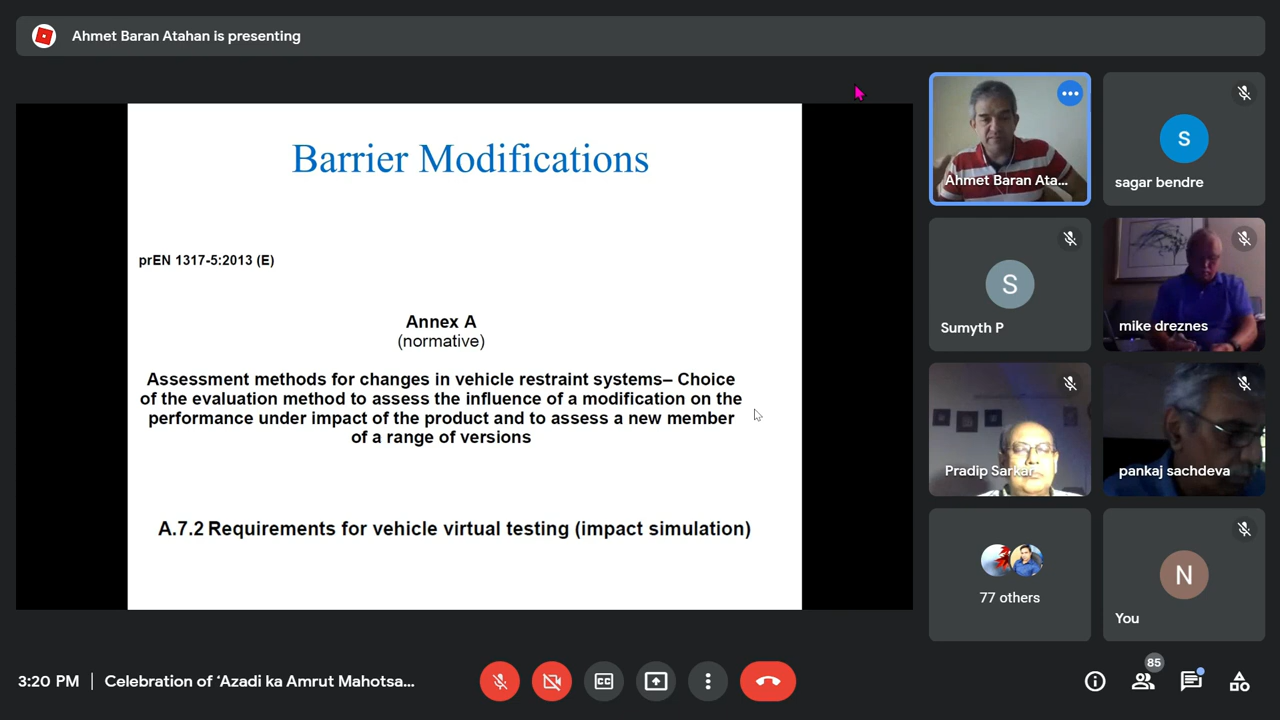 Ahmet Baran Atahan is presenting
Barrier Modifications
prEN 1317-5:2013 (E)
Annex A
(normative)
Assessment methods for changes in vehicle restraint systems– Choice
of the evaluation method to assess the influence of a modification on the
performance under impact of the product and to assess a new member
of a range of versions
A.7.2 Requirements for vehicle virtual testing (impact simulation)
Ahmet Baran Ata...
S
sagar bendre
S
Sumyth P
mike dreznes
Pradip Sarkar
pankaj sachdeva
77 others
N
You
3:20 PM | Celebration of ‘Azadi ka Amrut Mahotsa...
85